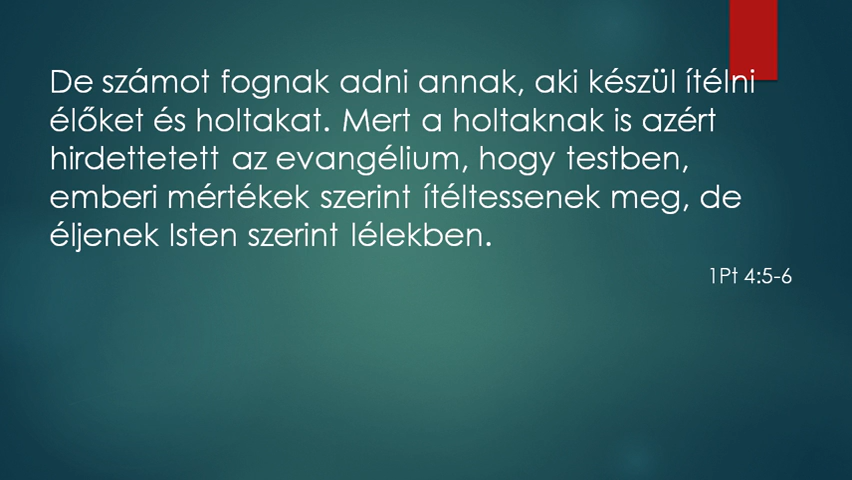 De számot fognak adni annak, aki készül ítélni
élőket és holtakat. Mert a holtaknak is azért
hirdettetett az evangélium, hogy testben,
emberi mértékek szerint ítéltessenek meg, de
éljenek Isten szerint lélekben.
1Pt 4:5-6